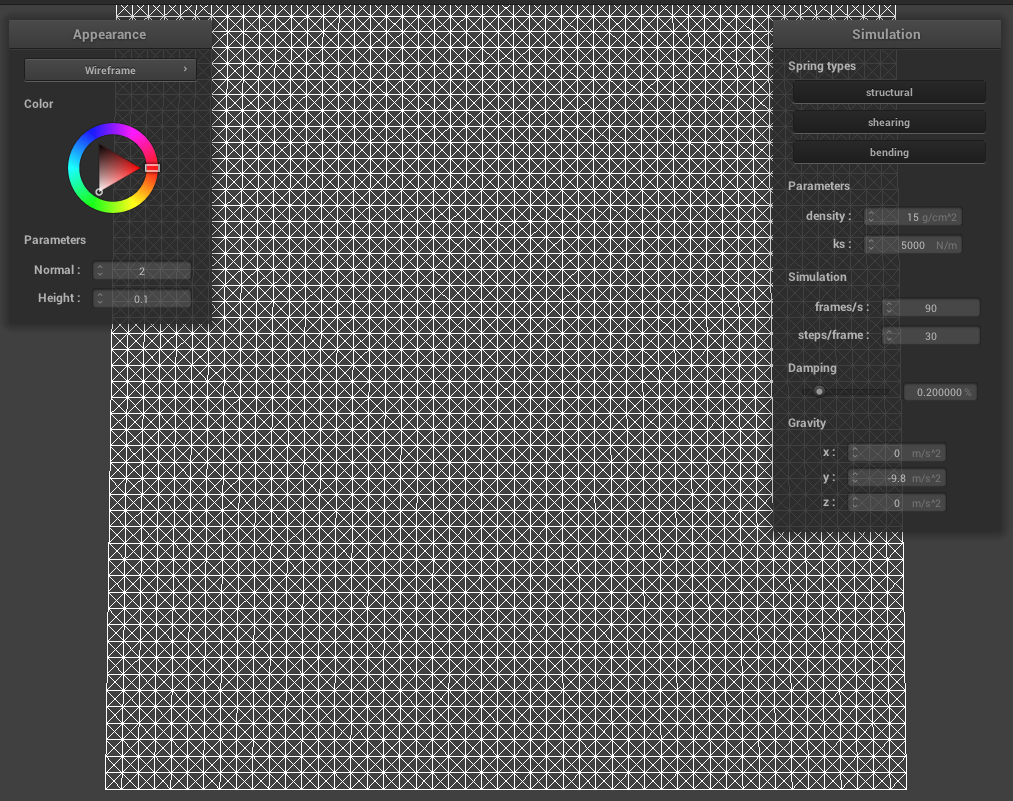 Appearance
Wireframe
Color
Parameters
Normal : 2
Height : 0.1
Simulation
Spring types
structural
shearing
bending
Parameters
density : 15 g/cm^2
ks : 5000 N/m
Simulation
frames/s : 90
steps/frame : 30
Damping
0.200000 %
Gravity
x : 0 m/s^2
y : -9.8 m/s^2
z : 0 m/s^2